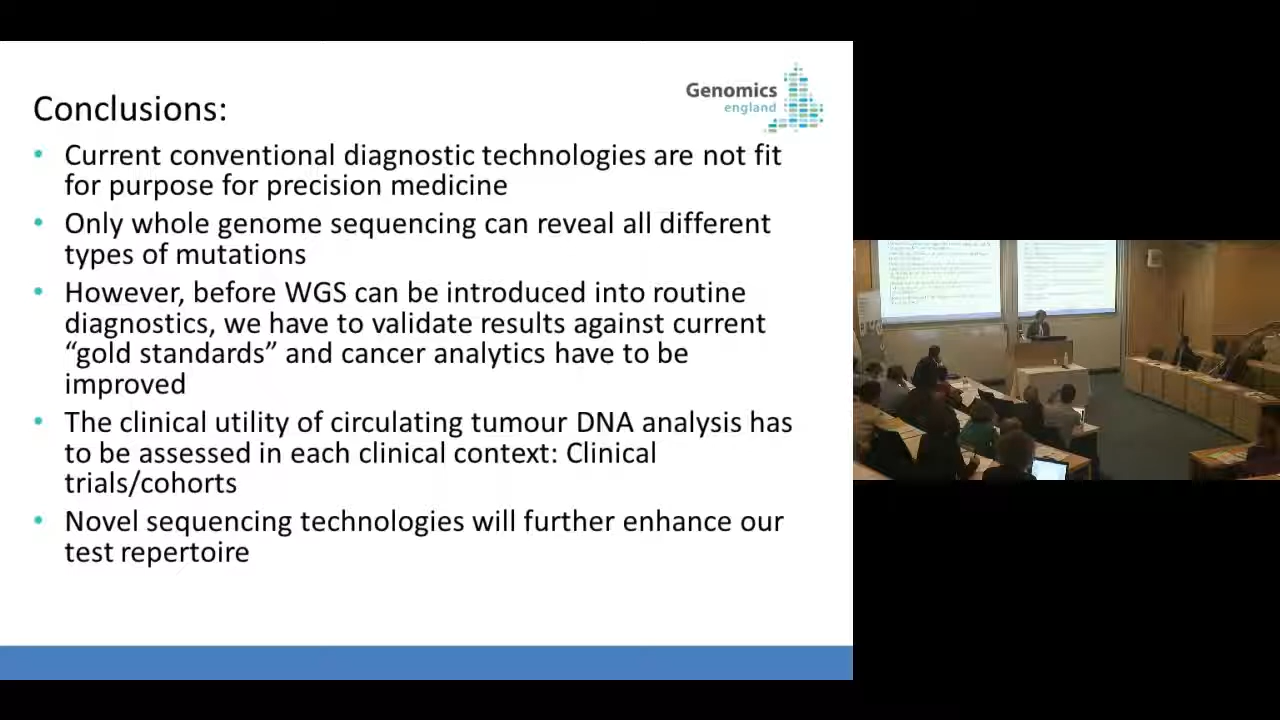 Genomics
england
Conclusions:
• Current conventional diagnostic technologies are not fit
for purpose for precision medicine
• Only whole genome sequencing can reveal all different
types of mutations
• However, before WGS can be introduced into routine
diagnostics, we have to validate results against current
“gold standards” and cancer analytics have to be
improved
• The clinical utility of circulating tumour DNA analysis has
to be assessed in each clinical context: Clinical
trials/cohorts
• Novel sequencing technologies will further enhance our
test repertoire